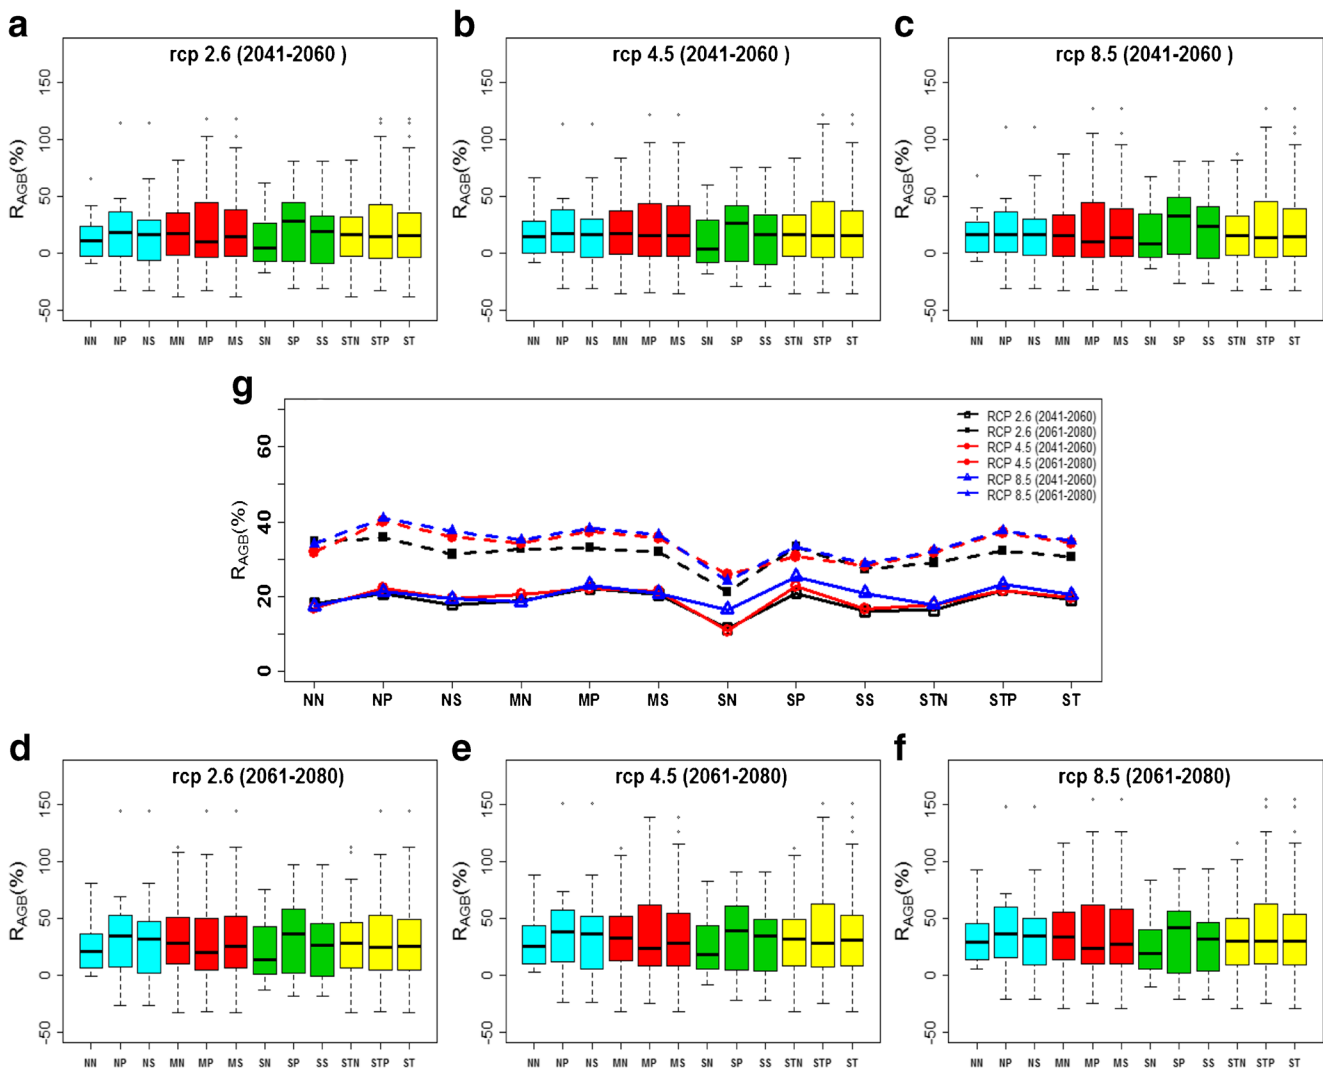 a
rcp 2.6 (2041-2060 )
R_AGB(%)
150
100
50
0
-50
NN NP NS MN MP MS SN SP SS STN STP ST
b
rcp 4.5 (2041-2060 )
R_AGB(%)
150
100
50
0
-50
NN NP NS MN MP MS SN SP SS STN STP ST
c
rcp 8.5 (2041-2060 )
R_AGB(%)
150
100
50
0
-50
NN NP NS MN MP MS SN SP SS STN STP ST
g
R_AGB(%)
60
40
20
0
RCP 2.6 (2041-2060)
RCP 2.6 (2061-2080)
RCP 4.5 (2041-2060)
RCP 4.5 (2061-2080)
RCP 8.5 (2041-2060)
RCP 8.5 (2061-2080)
NN NP NS MN MP MS SN SP SS STN STP ST
d
rcp 2.6 (2061-2080)
R_AGB(%)
150
100
50
0
-50
NN NP NS MN MP MS SN SP SS STN STP ST
e
rcp 4.5 (2061-2080)
R_AGB(%)
150
100
50
0
-50
NN NP NS MN MP MS SN SP SS STN STP ST
f
rcp 8.5 (2061-2080)
R_AGB(%)
150
100
50
0
-50
NN NP NS MN MP MS SN SP SS STN STP ST